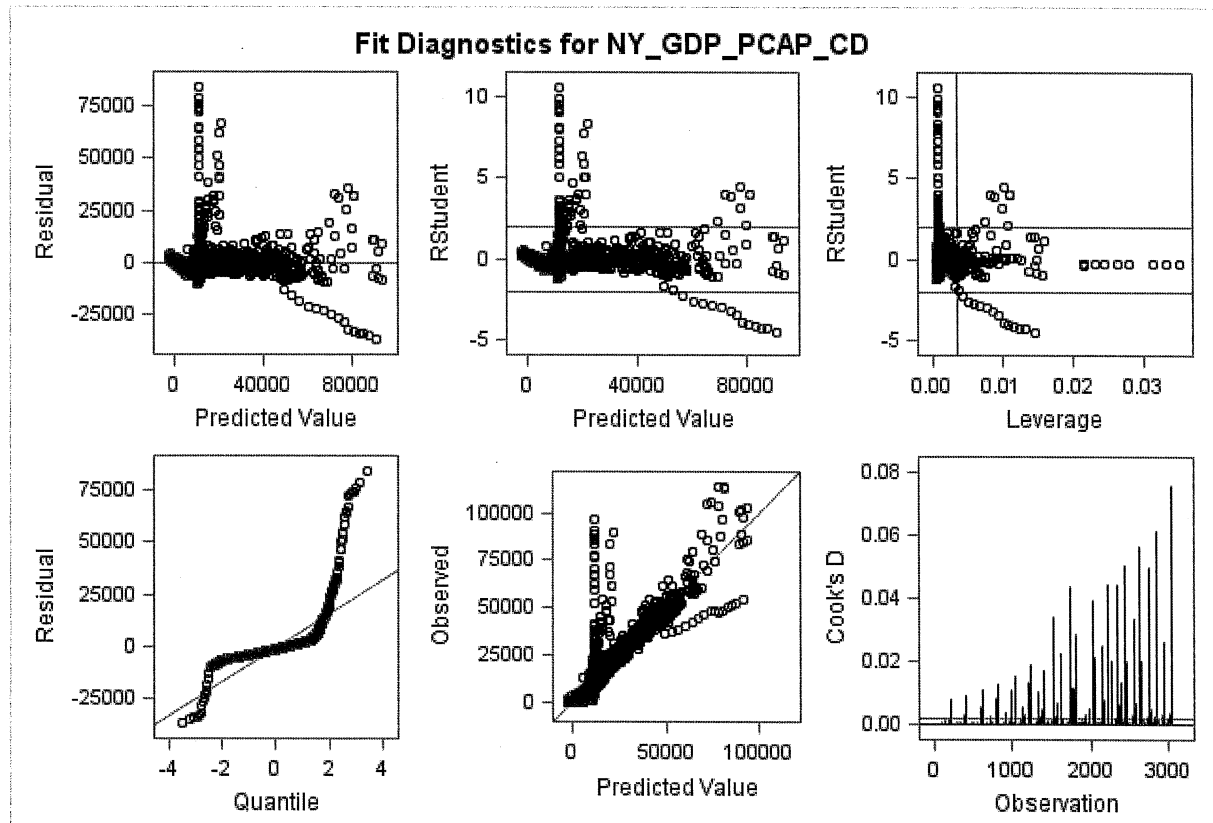 Fit Diagnostics for NY_GDP_PCAP_CD
75000
50000
25000
0
-25000
Residual
0 40000 80000
Predicted Value
10
5
0
-5
RStudent
0 40000 80000
Predicted Value
10
5
0
-5
RStudent
0.00 0.01 0.02 0.03
Leverage
75000
50000
25000
0
-25000
Residual
-4 -2 0 2 4
Quantile
100000
75000
50000
25000
0
Observed
0 50000 100000
Predicted Value
0.08
0.06
0.04
0.02
0.00
Cook's D
0 1000 2000 3000
Observation